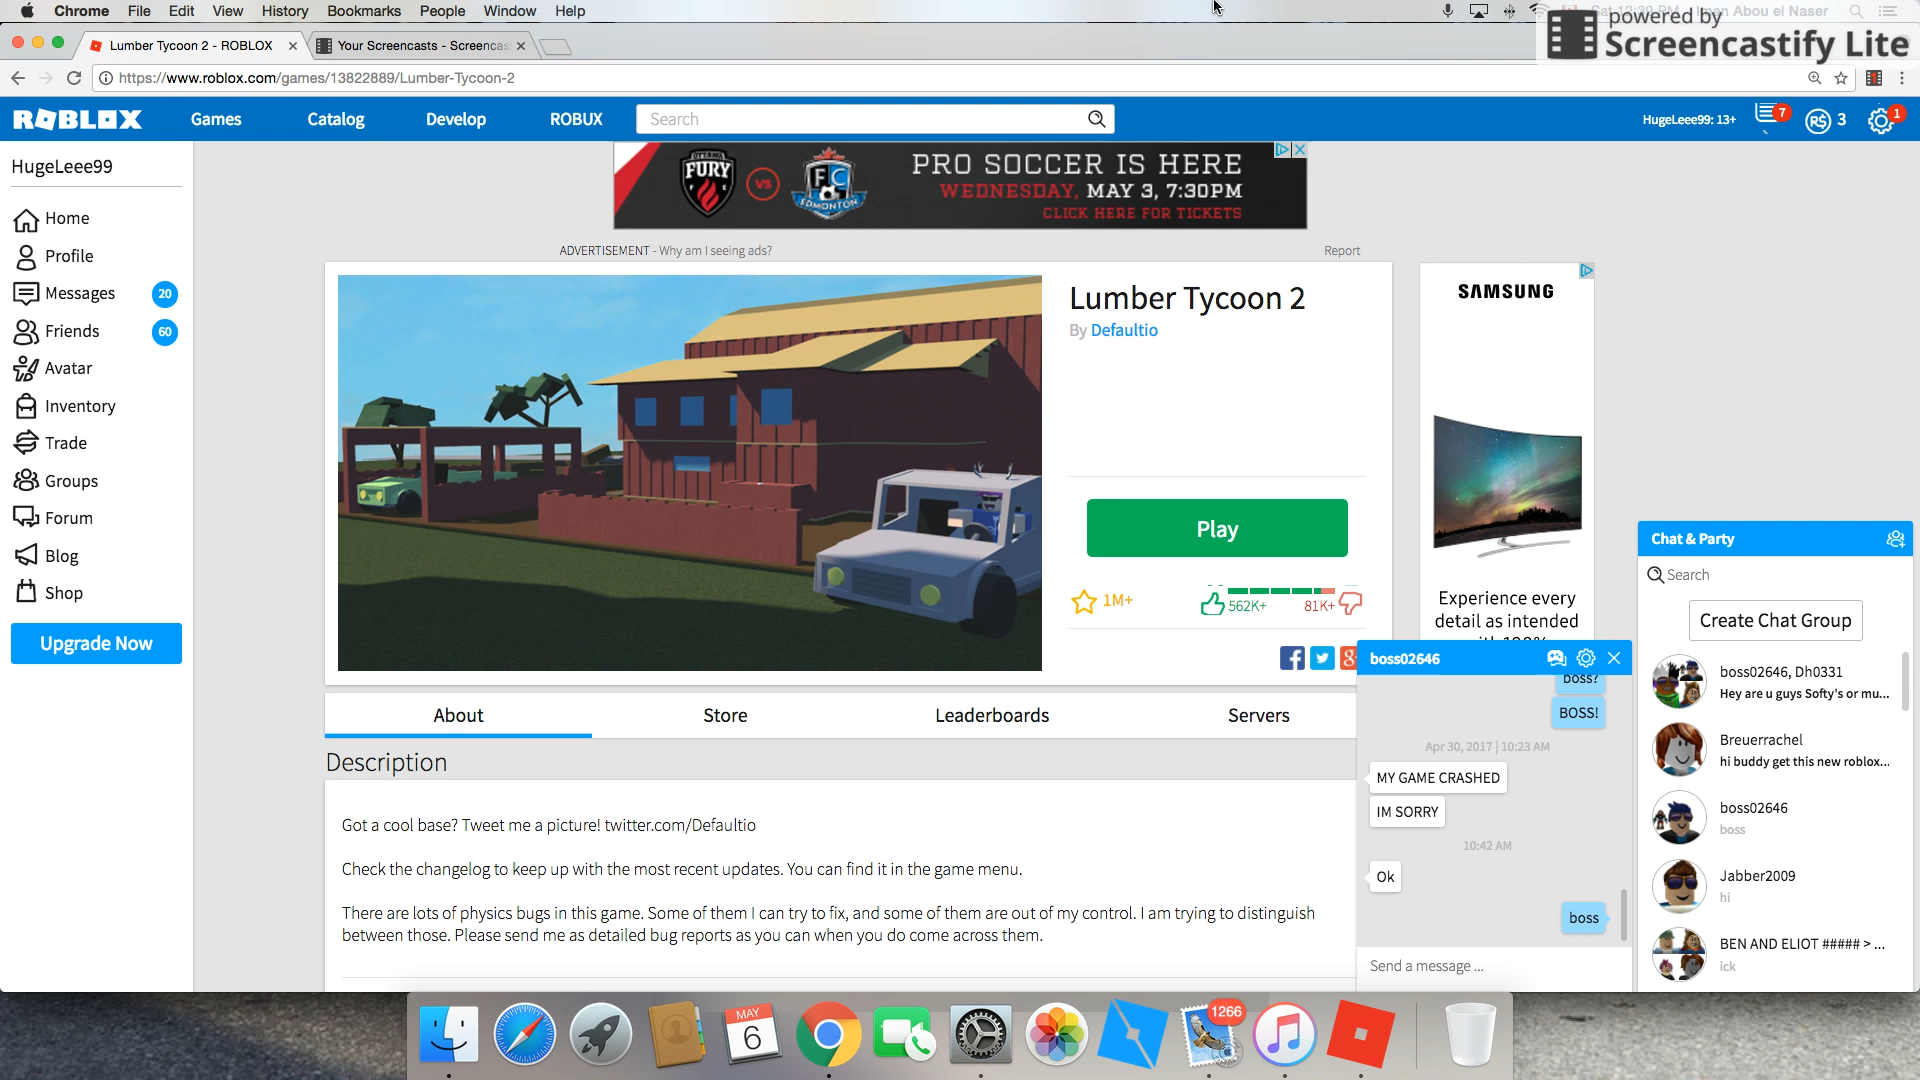 Chrome File Edit View History Bookmarks People Window Help
powered by
Screencastify Lite
Lumber Tycoon 2 - ROBLOX
Your Screencasts - Screencas
https://www.roblox.com/games/13822889/Lumber-Tycoon-2
ROBLOX Games Catalog Develop ROBUX Search
HugeLeee99: 13+ 7 R$ 3 1
HugeLeee99
Home
Profile
Messages 20
Friends 60
Avatar
Inventory
Trade
Groups
Forum
Blog
Shop
Upgrade Now
OTTAWA
FURY
FC
VS
FC
EDMONTON
PRO SOCCER IS HERE
WEDNESDAY, MAY 3, 7:30PM
CLICK HERE FOR TICKETS
ADVERTISEMENT - Why am I seeing ads?
Report
Lumber Tycoon 2
By Defaultio
Play
1M+
562K+
81K+
SAMSUNG
Experience every
detail as intended
About Store Leaderboards Servers
Description
Got a cool base? Tweet me a picture! twitter.com/Defaultio
Check the changelog to keep up with the most recent updates. You can find it in the game menu.
There are lots of physics bugs in this game. Some of them I can try to fix, and some of them are out of my control. I am trying to distinguish
between those. Please send me as detailed bug reports as you can when you do come across them.
boss02646
boss?
BOSS!
Apr 30, 2017 | 10:23 AM
MY GAME CRASHED
IM SORRY
10:42 AM
Ok
boss
Send a message ...
Chat & Party
Search
Create Chat Group
boss02646, Dh0331
Hey are u guys Softy's or mu...
Breuerrachel
hi buddy get this new roblox...
boss02646
boss
Jabber2009
hi
BEN AND ELIOT ##### > ...
ick
MAY
6
1266